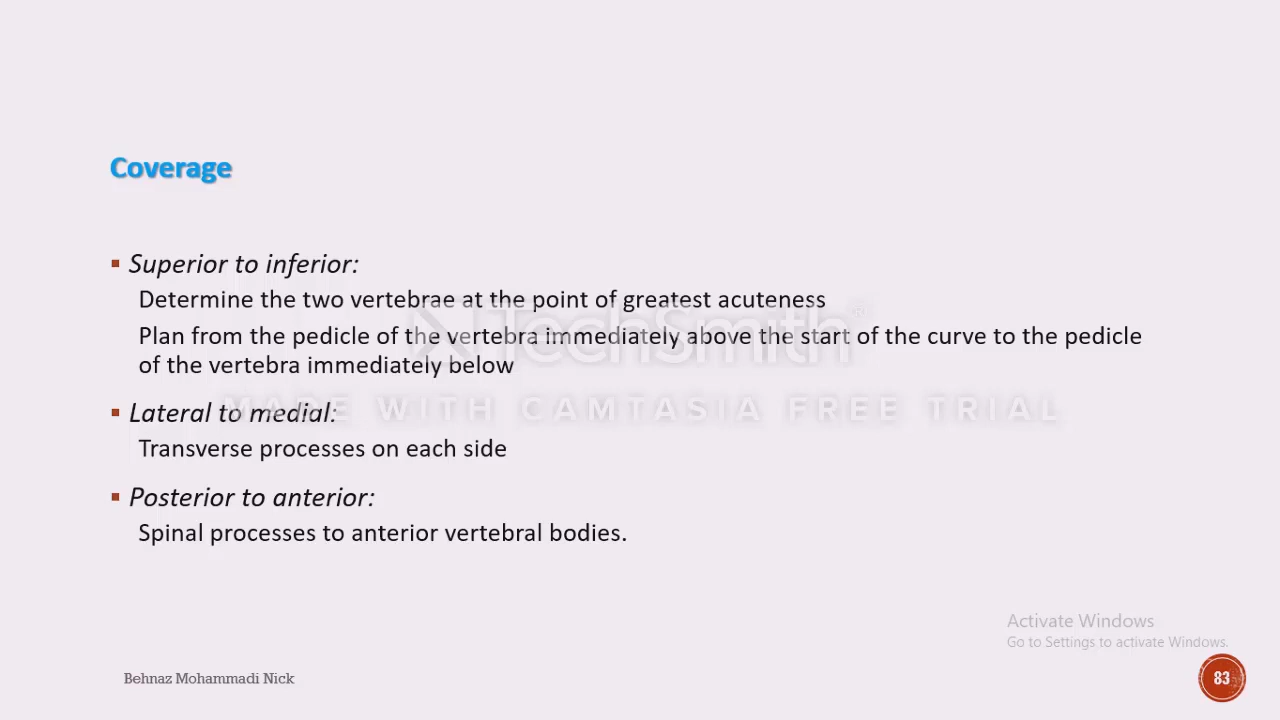 Coverage
Superior to inferior:
Determine the two vertebrae at the point of greatest acuteness
Plan from the pedicle of the vertebra immediately above the start of the curve to the pedicle
of the vertebra immediately below
Lateral to medial:
Transverse processes on each side
Posterior to anterior:
Spinal processes to anterior vertebral bodies.
TechSmith®
MADE WITH CAMTASIA FREE TRIAL
Activate Windows
Go to Settings to activate Windows.
Behnaz Mohammadi Nick
83